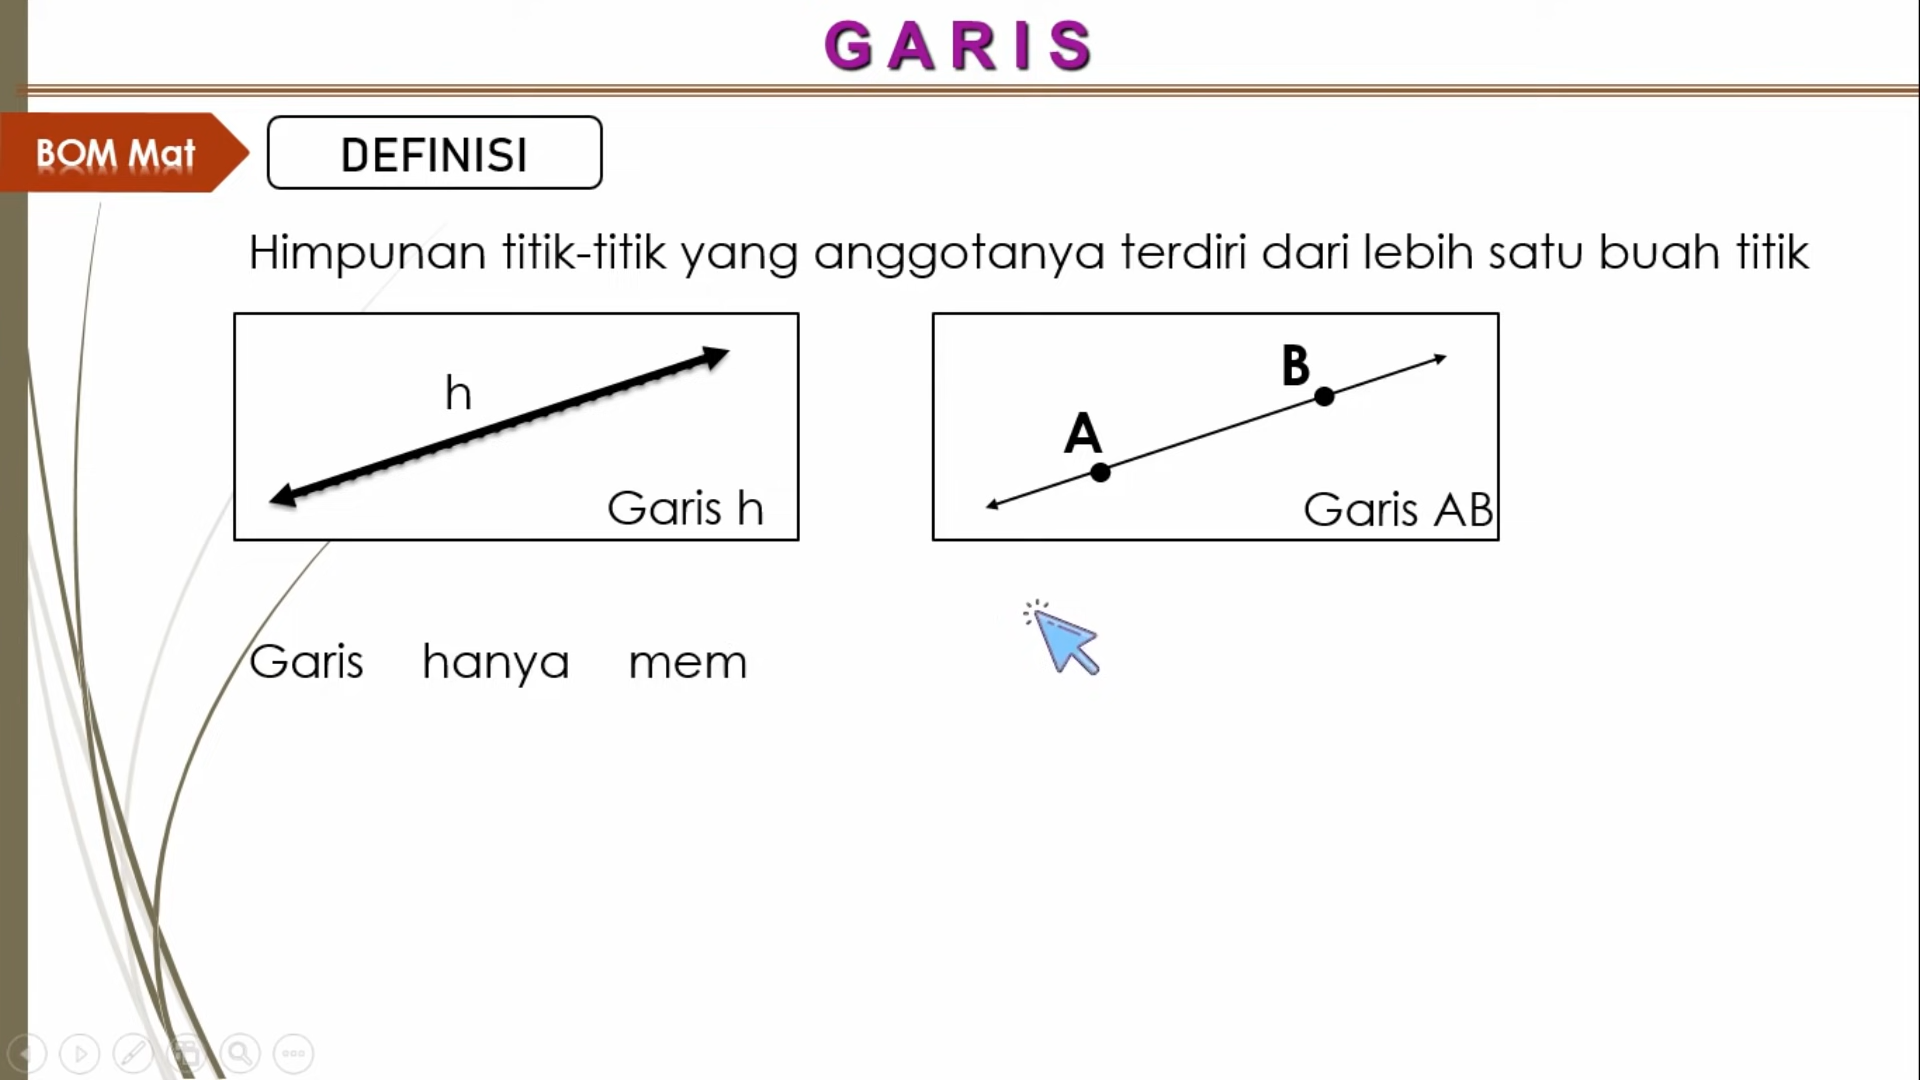 GARIS
BOM Mat
DEFINISI
Himpunan titik-titik yang anggotanya terdiri dari lebih satu buah titik
h
Garis h
B
A
Garis AB
Garis hanya mem